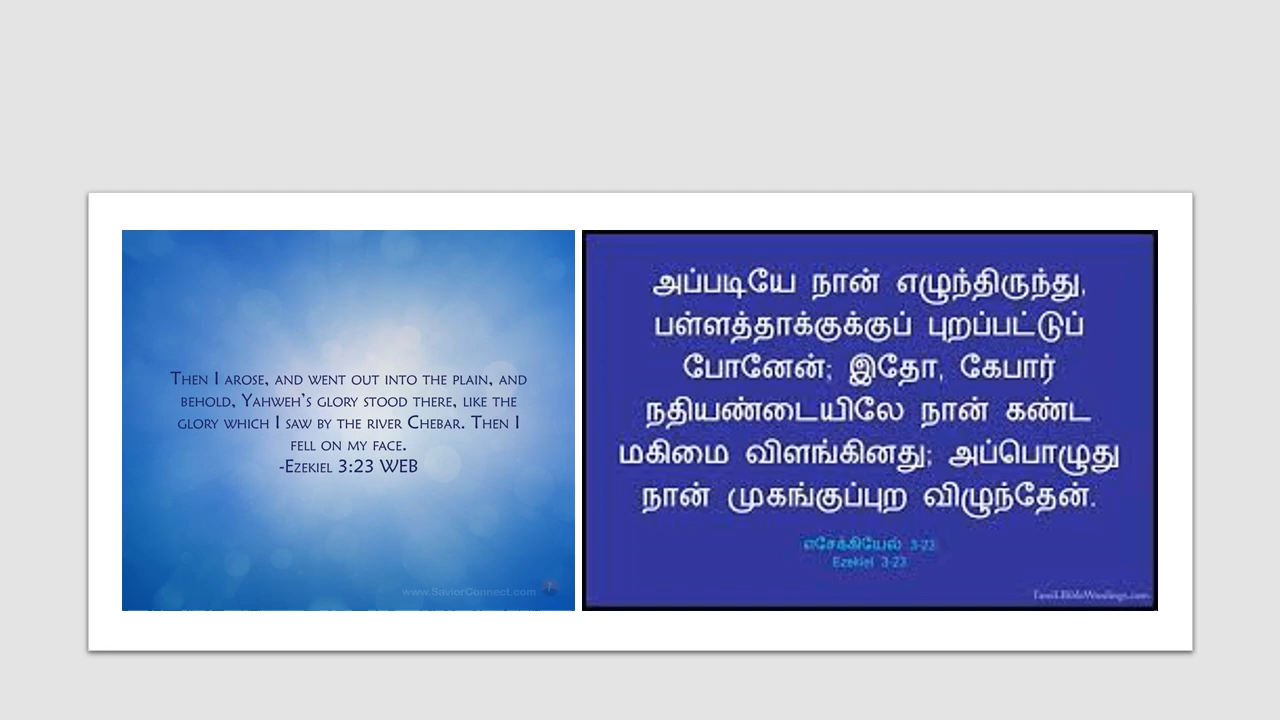 Then I arose, and went out into the plain, and
behold, Yahweh's glory stood there, like the
glory which I saw by the river Chebar. Then I
fell on my face.
-Ezekiel 3:23 WEB
www.SaviorConnect.com
அப்படியே நான் எழுந்திருந்து,
பள்ளத்தாக்குக்குப் புறப்பட்டுப்
போனேன்; இதோ, கேபார்
நதியண்டையிலே நான் கண்ட
மகிமை விளங்கினது; அப்பொழுது
நான் முகங்குப்புற விழுந்தேன்.
எசேக்கியேல் 3-23
Ezekiel 3-23